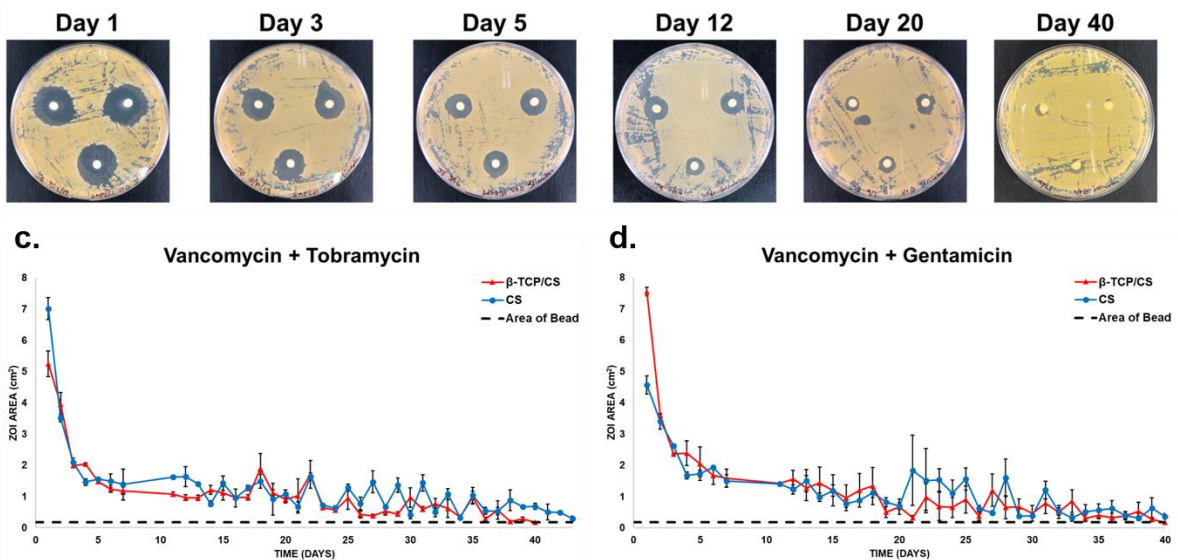 Day 1 Day 3 Day 5 Day 12 Day 20 Day 40
c.
Vancomycin + Tobramycin
β-TCP/CS
CS
Area of Bead
ZOI AREA (cm²)
8
7
6
5
4
3
2
1
0
0 5 10 15 20 25 30 35 40
TIME (DAYS)
d.
Vancomycin + Gentamicin
β-TCP/CS
CS
Area of Bead
ZOI AREA (cm²)
8
7
6
5
4
3
2
1
0
0 5 10 15 20 25 30 35 40
TIME (DAYS)